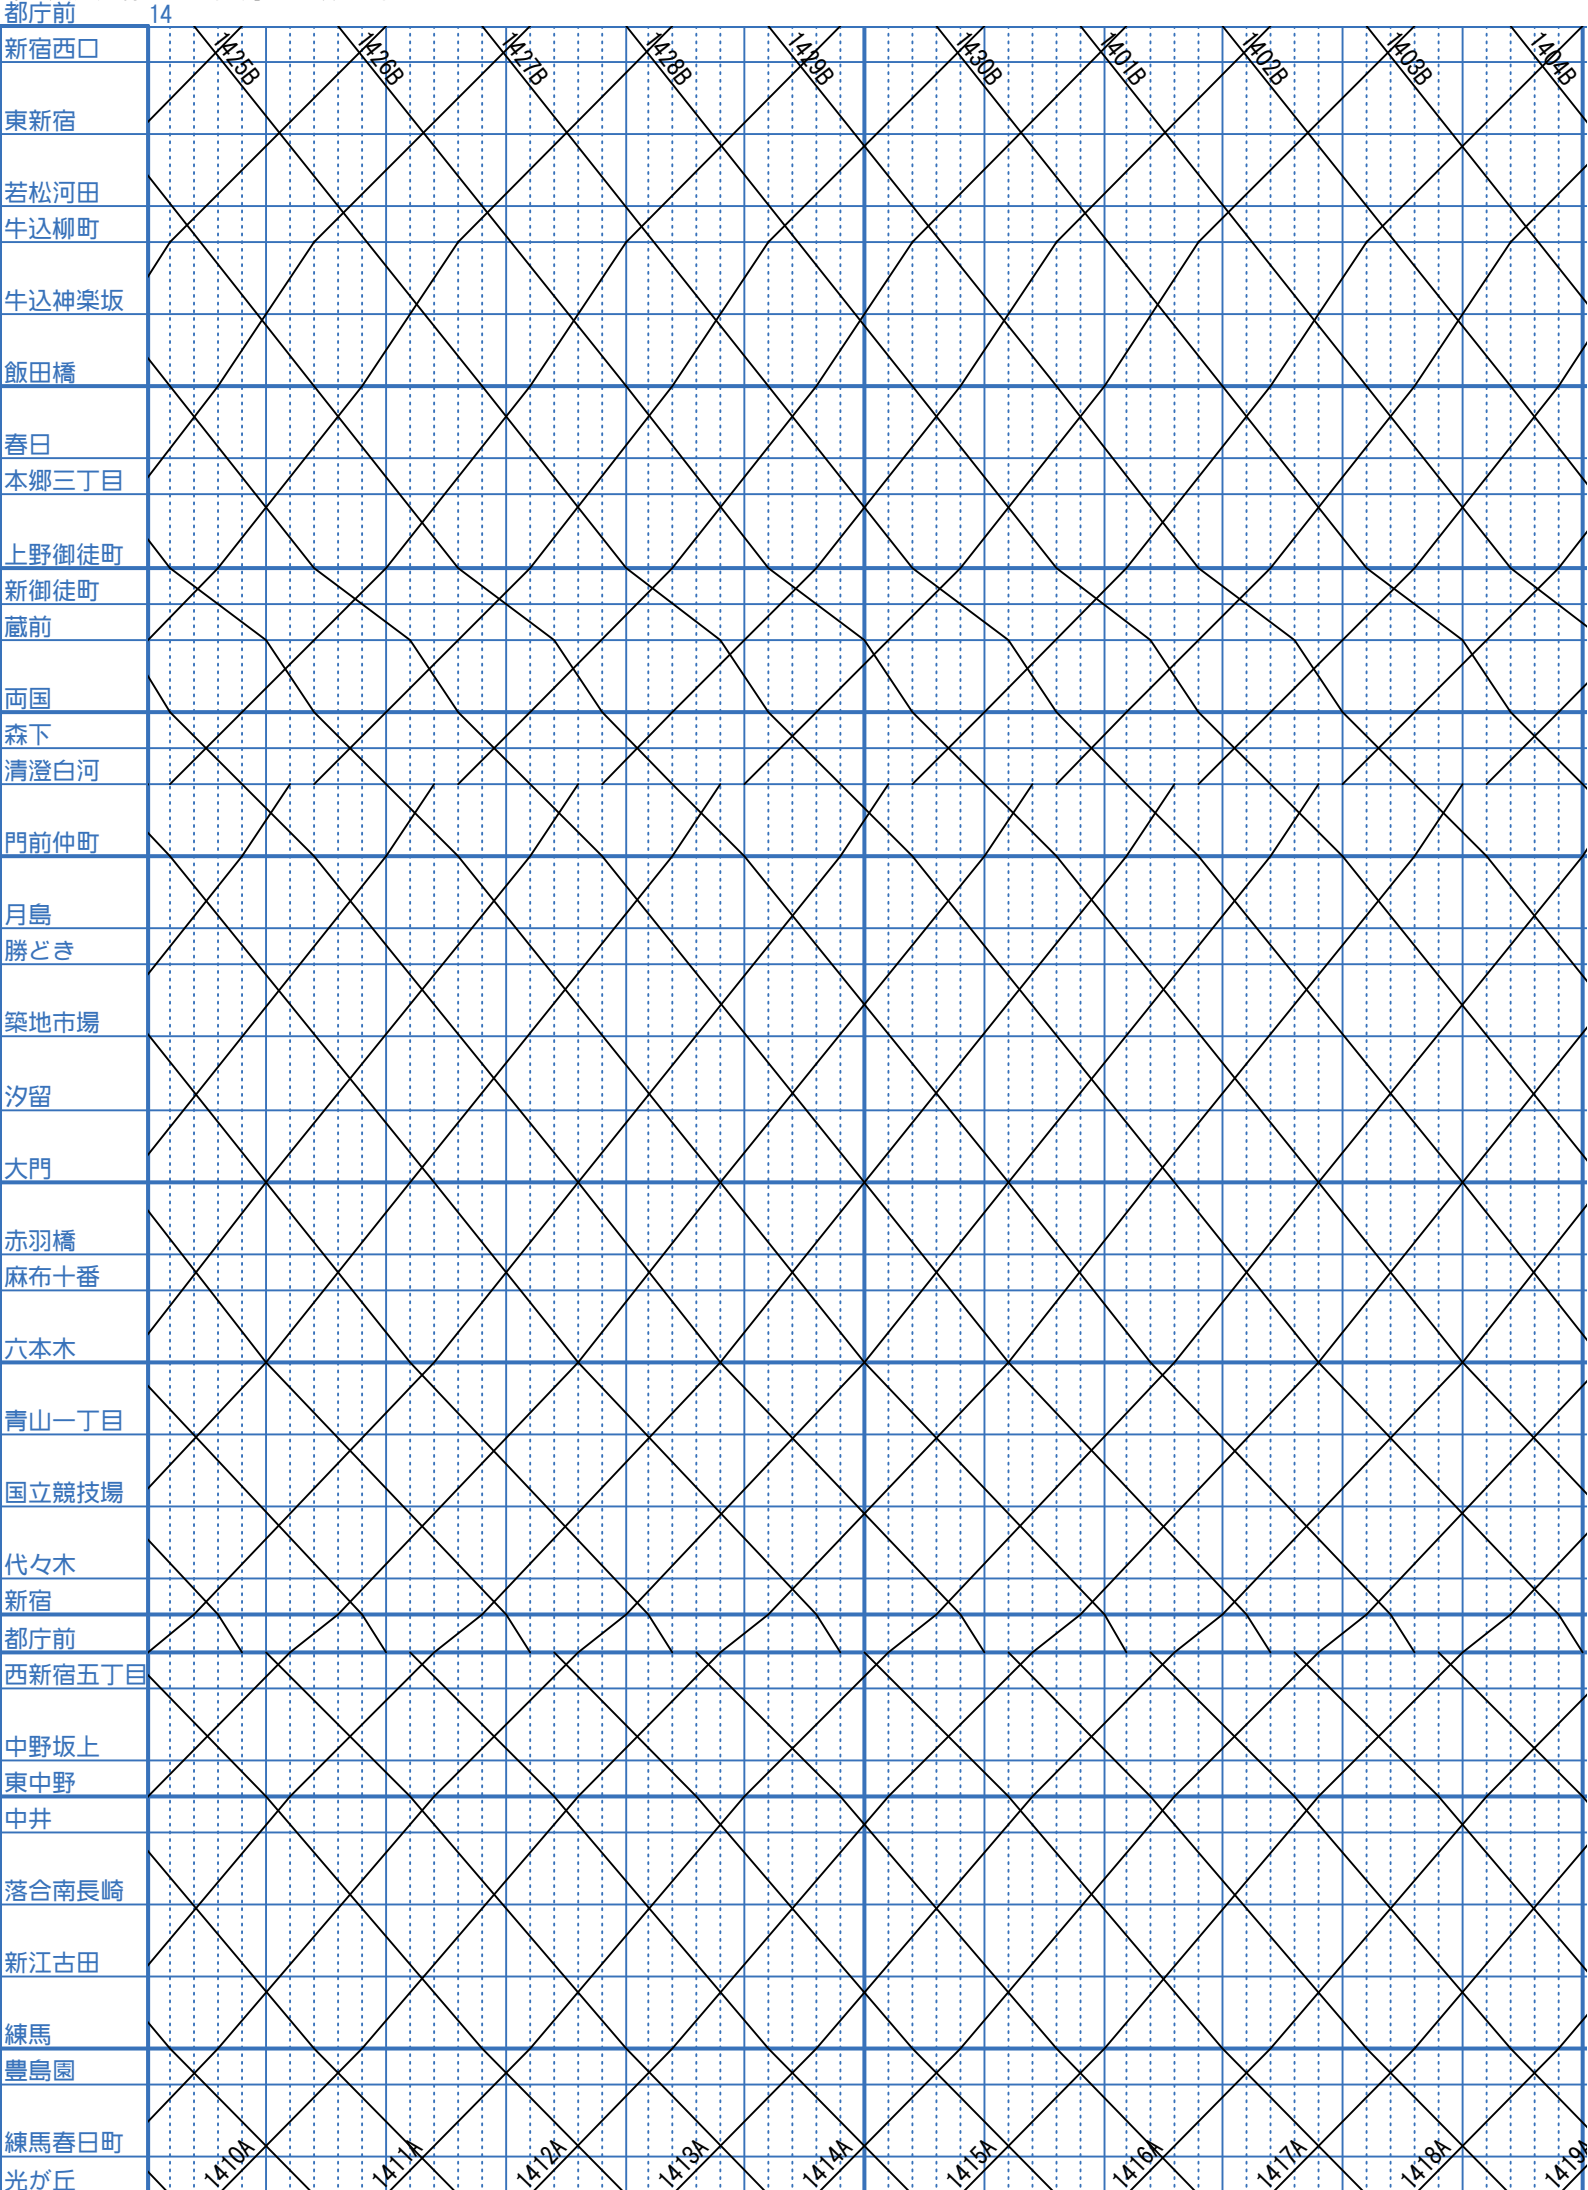 都庁前 14
新宿西口
1425B 1426B 1427B 1428B 1429B 1430B 1401B 1402B 1403B 1404B
東新宿
若松河田
牛込柳町
牛込神楽坂
飯田橋
春日
本郷三丁目
上野御徒町
新御徒町
蔵前
両国
森下
清澄白河
門前仲町
月島
勝どき
築地市場
汐留
大門
赤羽橋
麻布十番
六本木
青山一丁目
国立競技場
代々木
新宿
都庁前
西新宿五丁目
中野坂上
東中野
中井
落合南長崎
新江古田
練馬
豊島園
練馬春日町
1410A 1411A 1412A 1413A 1414A 1415A 1416A 1417A 1418A 1419A
光が丘